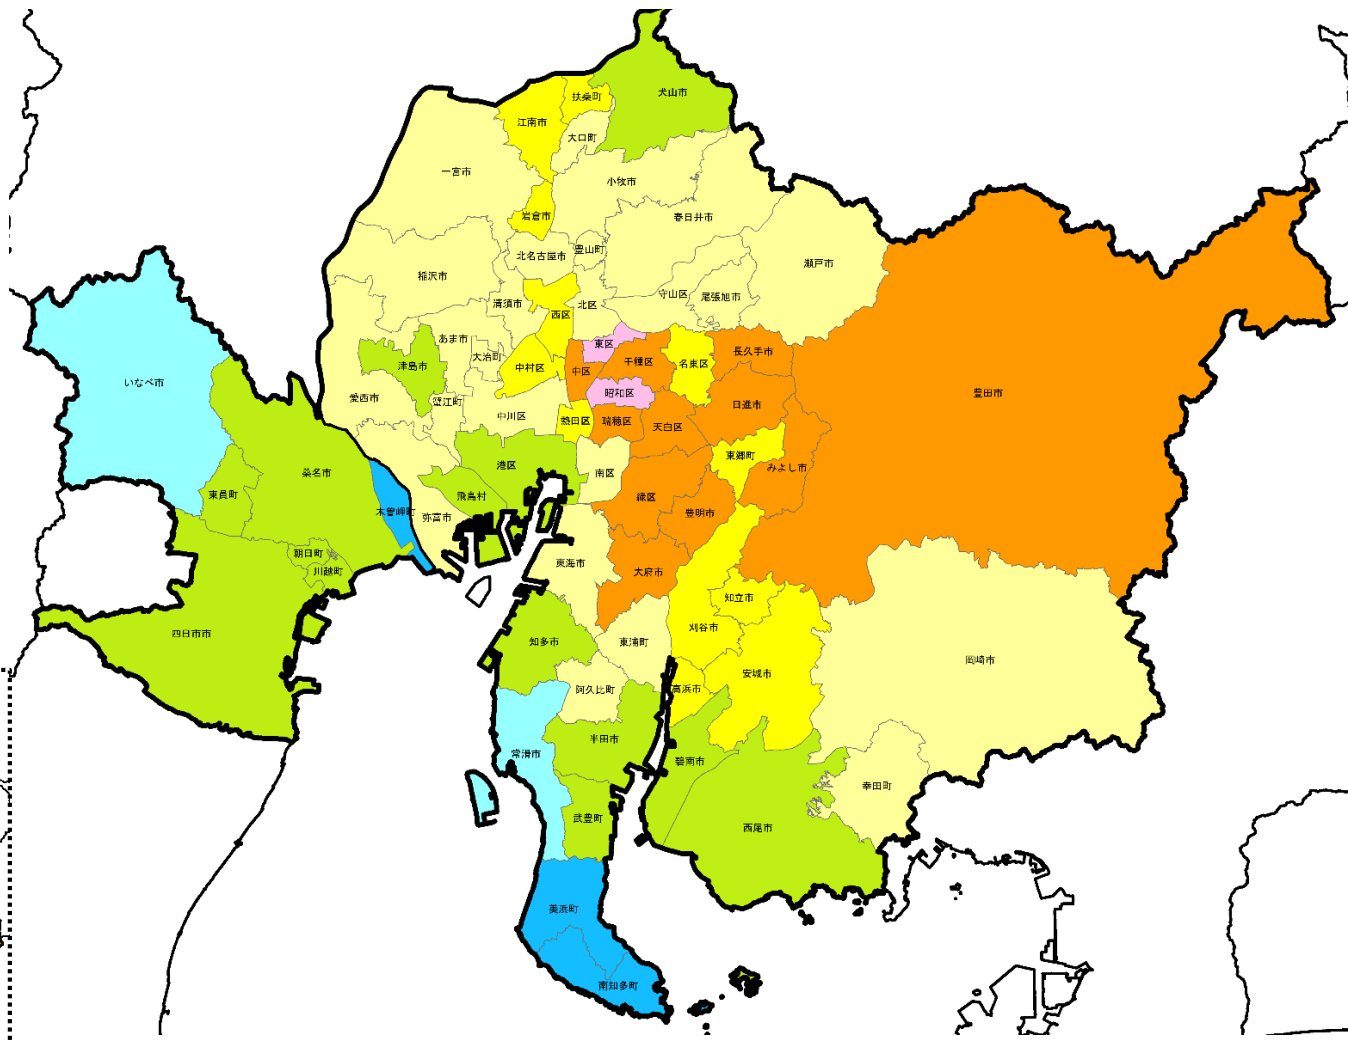 犬山市
扶桑町
江南市
大口町
一宮市
小牧市
岩倉市
春日井市
北名古屋市
豊山町
瀬戸市
稲沢市
守山区
尾張旭市
清須市
北区
西区
あま市
東区
大治町
千種区
名東区
長久手市
津島市
中村区
中区
いなべ市
昭和区
豊田市
愛西市
蟹江町
日進市
中川区
熱田区
瑞穂区
天白区
東郷町
港区
みよし市
桑名市
南区
東員町
飛島村
緑区
木曽岬町
弥富市
豊明市
朝日町
東海市
川越町
大府市
知立市
刈谷市
四日市市
知多市
東浦町
岡崎市
安城市
阿久比町
高浜市
半田市
常滑市
碧南市
幸田町
武豊町
西尾市
美浜町
南知多町